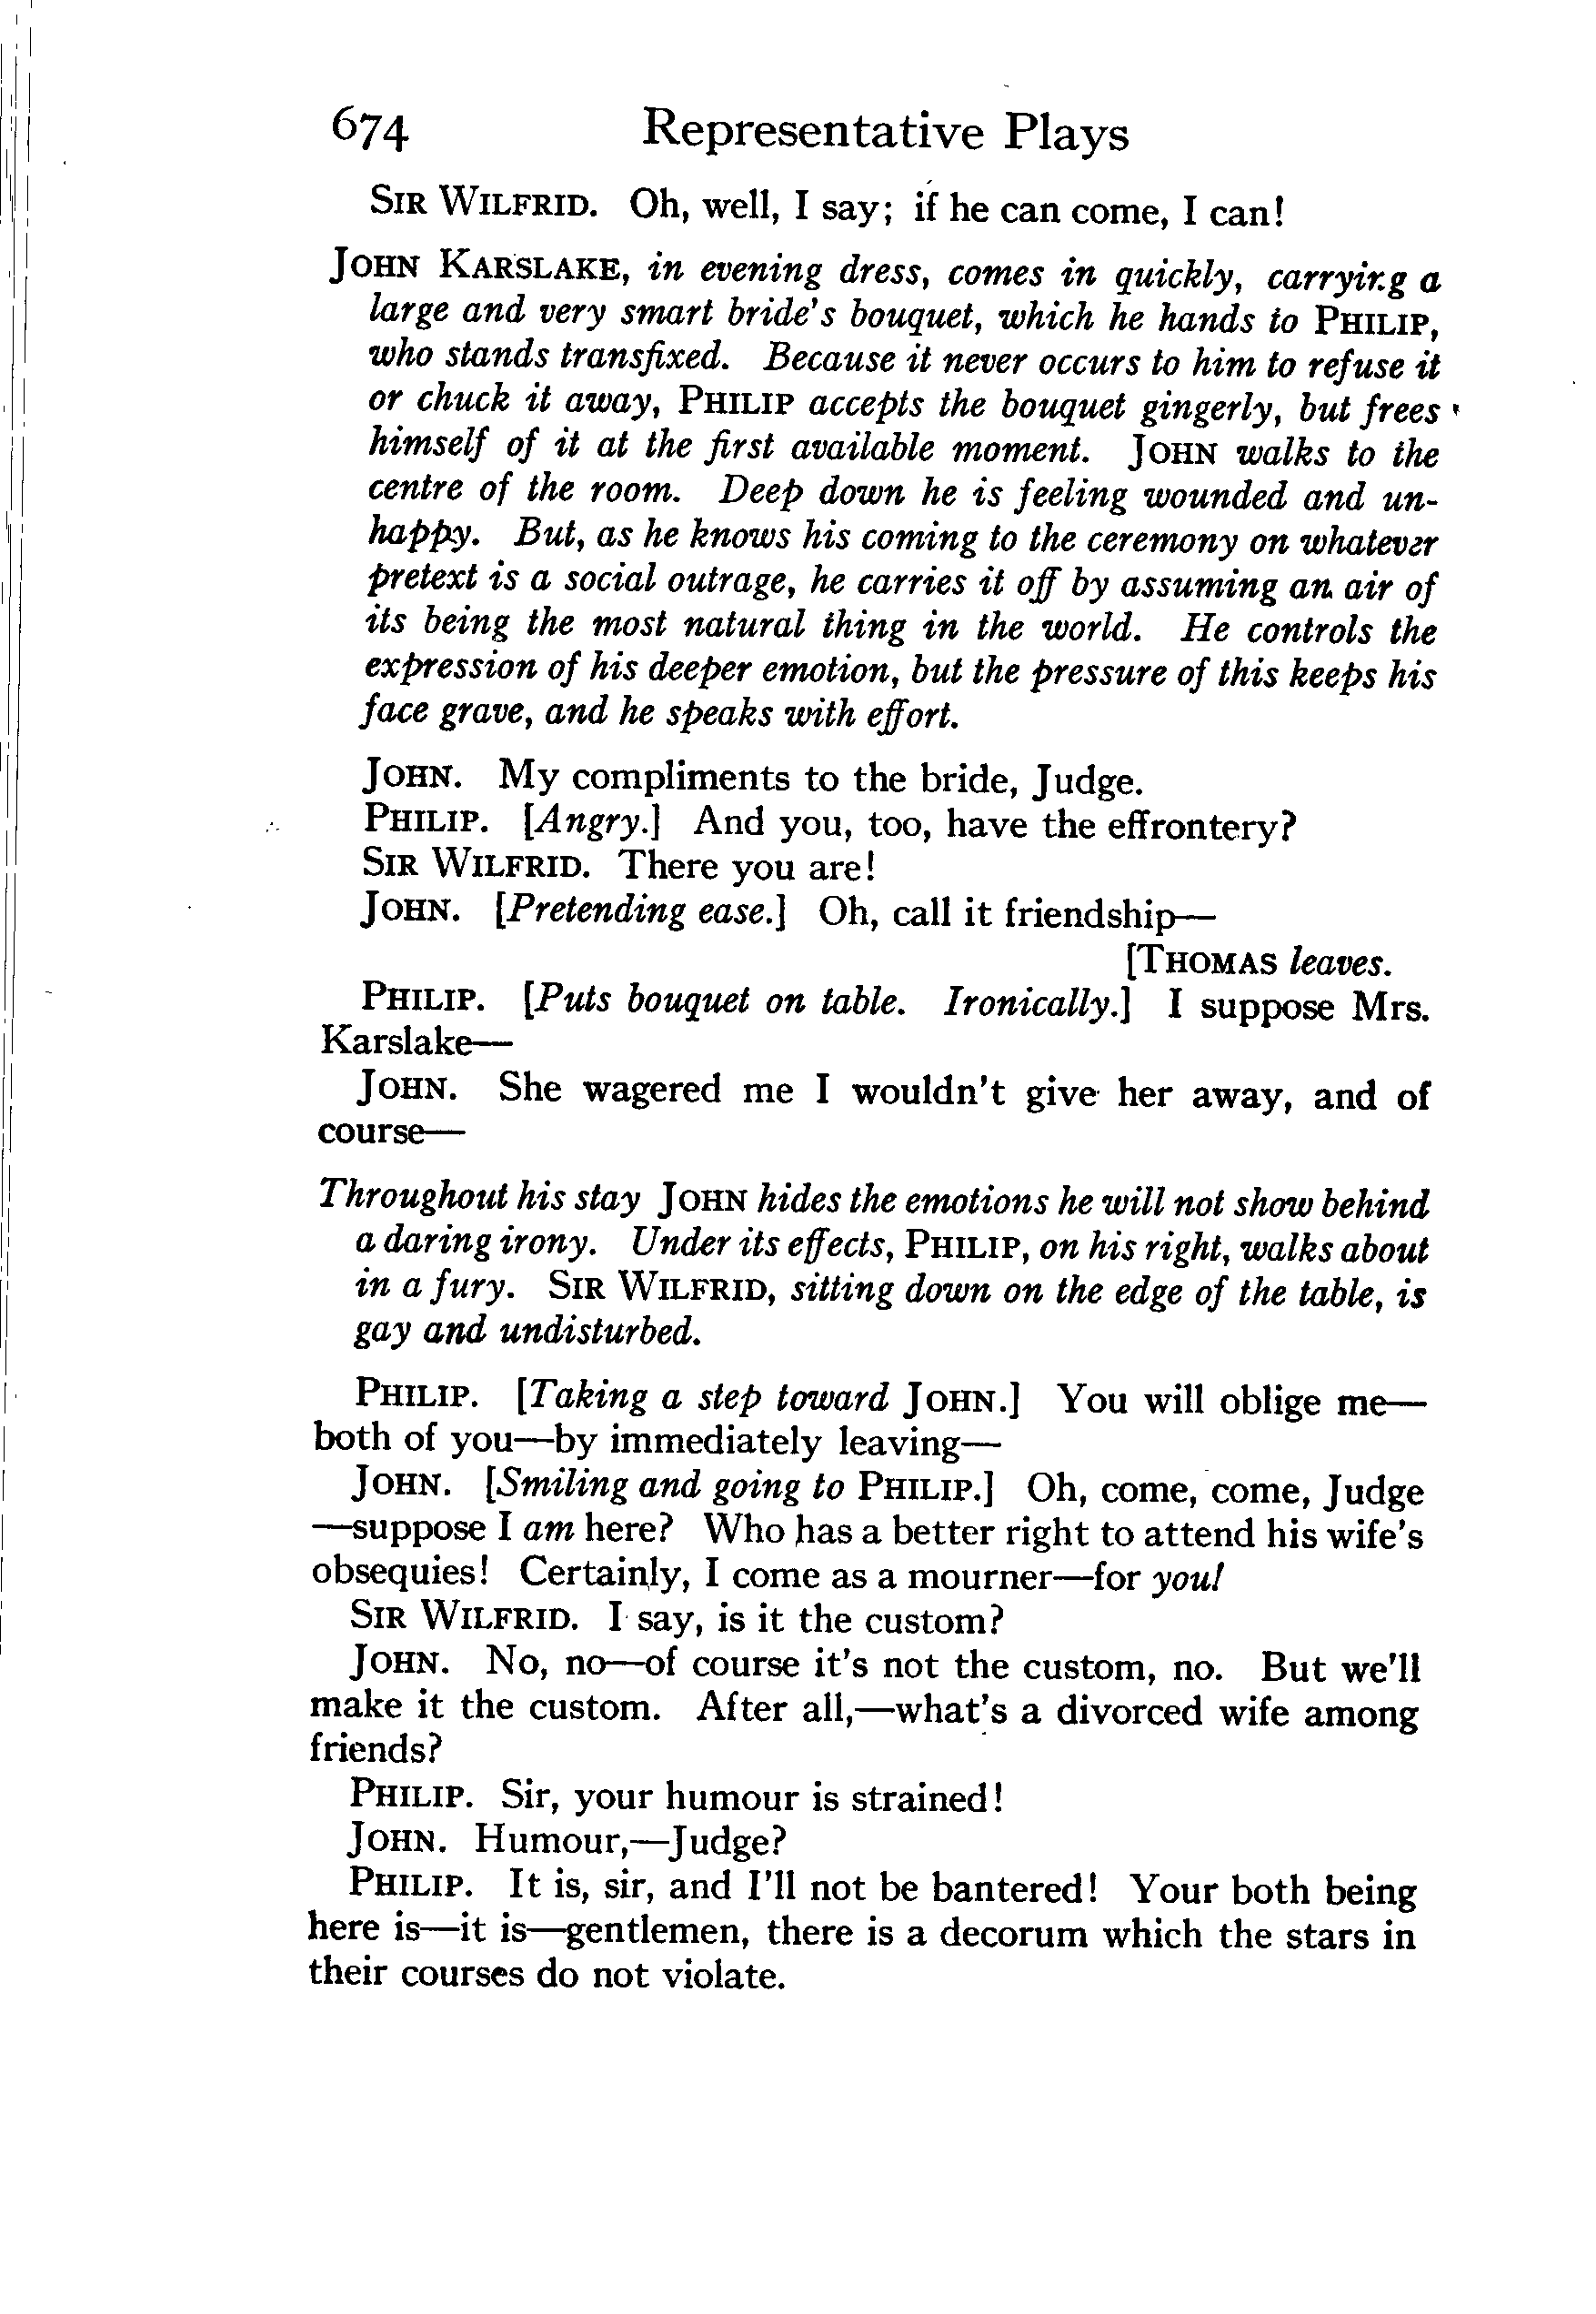 674 Representative Plays
SIR WILFRID. Oh, well, I say; if he can come, I can!
JOHN KARSLAKE, in evening dress, comes in quickly, carrying a
large and very smart bride's bouquet, which he hands to PHILIP,
who stands transfixed. Because it never occurs to him to refuse it
or chuck it away, PHILIP accepts the bouquet gingerly, but frees
himself of it at the first available moment. JOHN walks to the
centre of the room. Deep down he is feeling wounded and un-
happy. But, as he knows his coming to the ceremony on whatever
pretext is a social outrage, he carries it off by assuming an air of
its being the most natural thing in the world. He controls the
expression of his deeper emotion, but the pressure of this keeps his
face grave, and he speaks with effort.
JOHN. My compliments to the bride, Judge.
PHILIP. [Angry.] And you, too, have the effrontery?
SIR WILFRID. There you are!
JOHN. [Pretending ease.] Oh, call it friendship—
[THOMAS leaves.
PHILIP. [Puts bouquet on table. Ironically.] I suppose Mrs.
Karslake—
JOHN. She wagered me I wouldn't give her away, and of
course—
Throughout his stay JOHN hides the emotions he will not show behind
a daring irony. Under its effects, PHILIP, on his right, walks about
in a fury. SIR WILFRID, sitting down on the edge of the table, is
gay and undisturbed.
PHILIP. [Taking a step toward JOHN.] You will oblige me—
both of you—by immediately leaving—
JOHN. [Smiling and going to PHILIP.] Oh, come, come, Judge
—suppose I am here? Who has a better right to attend his wife's
obsequies! Certainly, I come as a mourner—for you!
SIR WILFRID. I say, is it the custom?
JOHN. No, no—of course it's not the custom, no. But we'll
make it the custom. After all,—what's a divorced wife among
friends?
PHILIP. Sir, your humour is strained!
JOHN. Humour,—Judge?
PHILIP. It is, sir, and I'll not be bantered! Your both being
here is—it is—gentlemen, there is a decorum which the stars in
their courses do not violate.